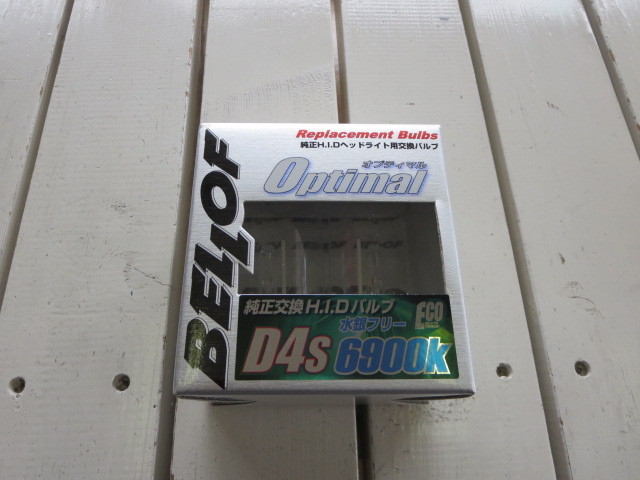 Replacement Bulbs
純正H.I.Dヘッドライト用交換バルブ
オプティマル
Optimal
BELLOF
BELLOF
純正交換H.I.Dバルブ
水銀フリー
ECO
D4s 6900k